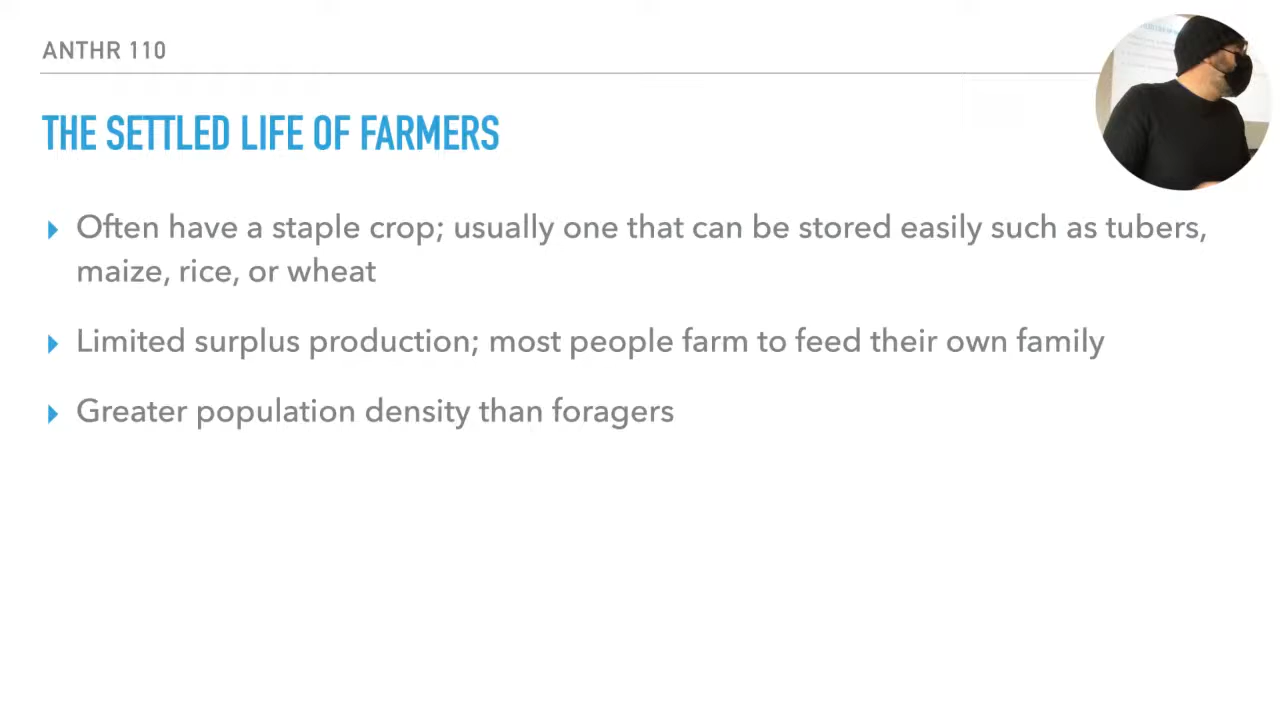 ANTHR 110
THE SETTLED LIFE OF FARMERS
Often have a staple crop; usually one that can be stored easily such as tubers,
maize, rice, or wheat
Limited surplus production; most people farm to feed their own family
Greater population density than foragers